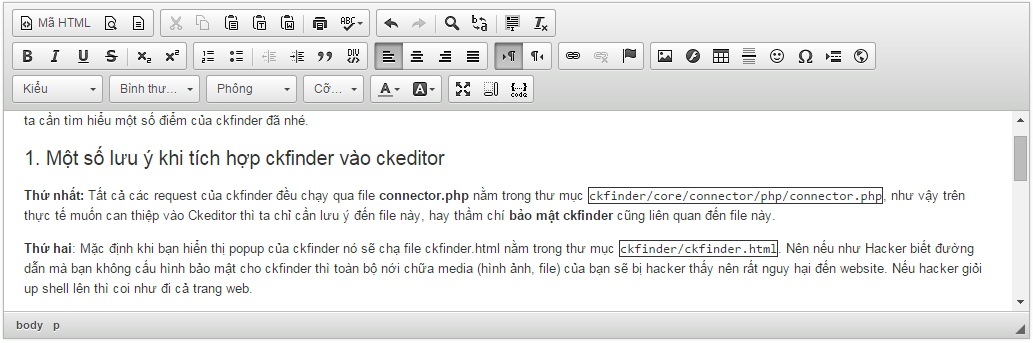 Mã HTML ABC
B I U S x₂ x² DIV
Kiểu Bình thư... Phông Cỡ... A A
ta cần tìm hiểu một số điểm của ckfinder đã nhé.
1. Một số lưu ý khi tích hợp ckfinder vào ckeditor
Thứ nhất: Tất cả các request của ckfinder đều chạy qua file connector.php nằm trong thư mục ckfinder/core/connector/php/connector.php, như vậy trên
thực tế muốn can thiệp vào Ckeditor thì ta chỉ cần lưu ý đến file này, hay thầm chí bảo mật ckfinder cũng liên quan đến file này.
Thứ hai: Mặc định khi bạn hiển thị popup của ckfinder nó sẽ chạ file ckfinder.html nằm trong thư mục ckfinder/ckfinder.html. Nên nếu như Hacker biết đường
dẫn mà bạn không cấu hình bảo mật cho ckfinder thì toàn bộ nới chữa media (hình ảnh, file) của bạn sẽ bị hacker thấy nên rất nguy hại đến website. Nếu hacker giỏi
up shell lên thì coi như đi cả trang web.
body p